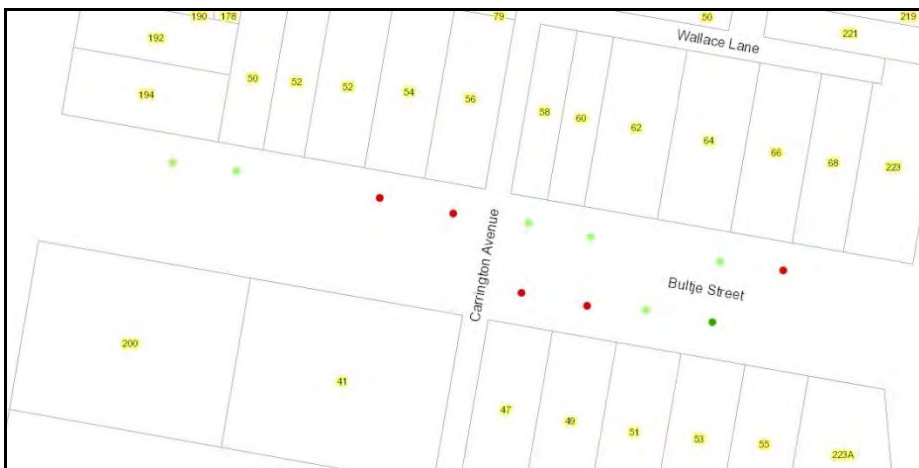 190 178 79 50 219
192 Wallace Lane 221
194 50 52 52 54 56 58 60 62 64 66 68 223
Carrington Avenue
Bultje Street
200 41 47 49 51 53 55 223A